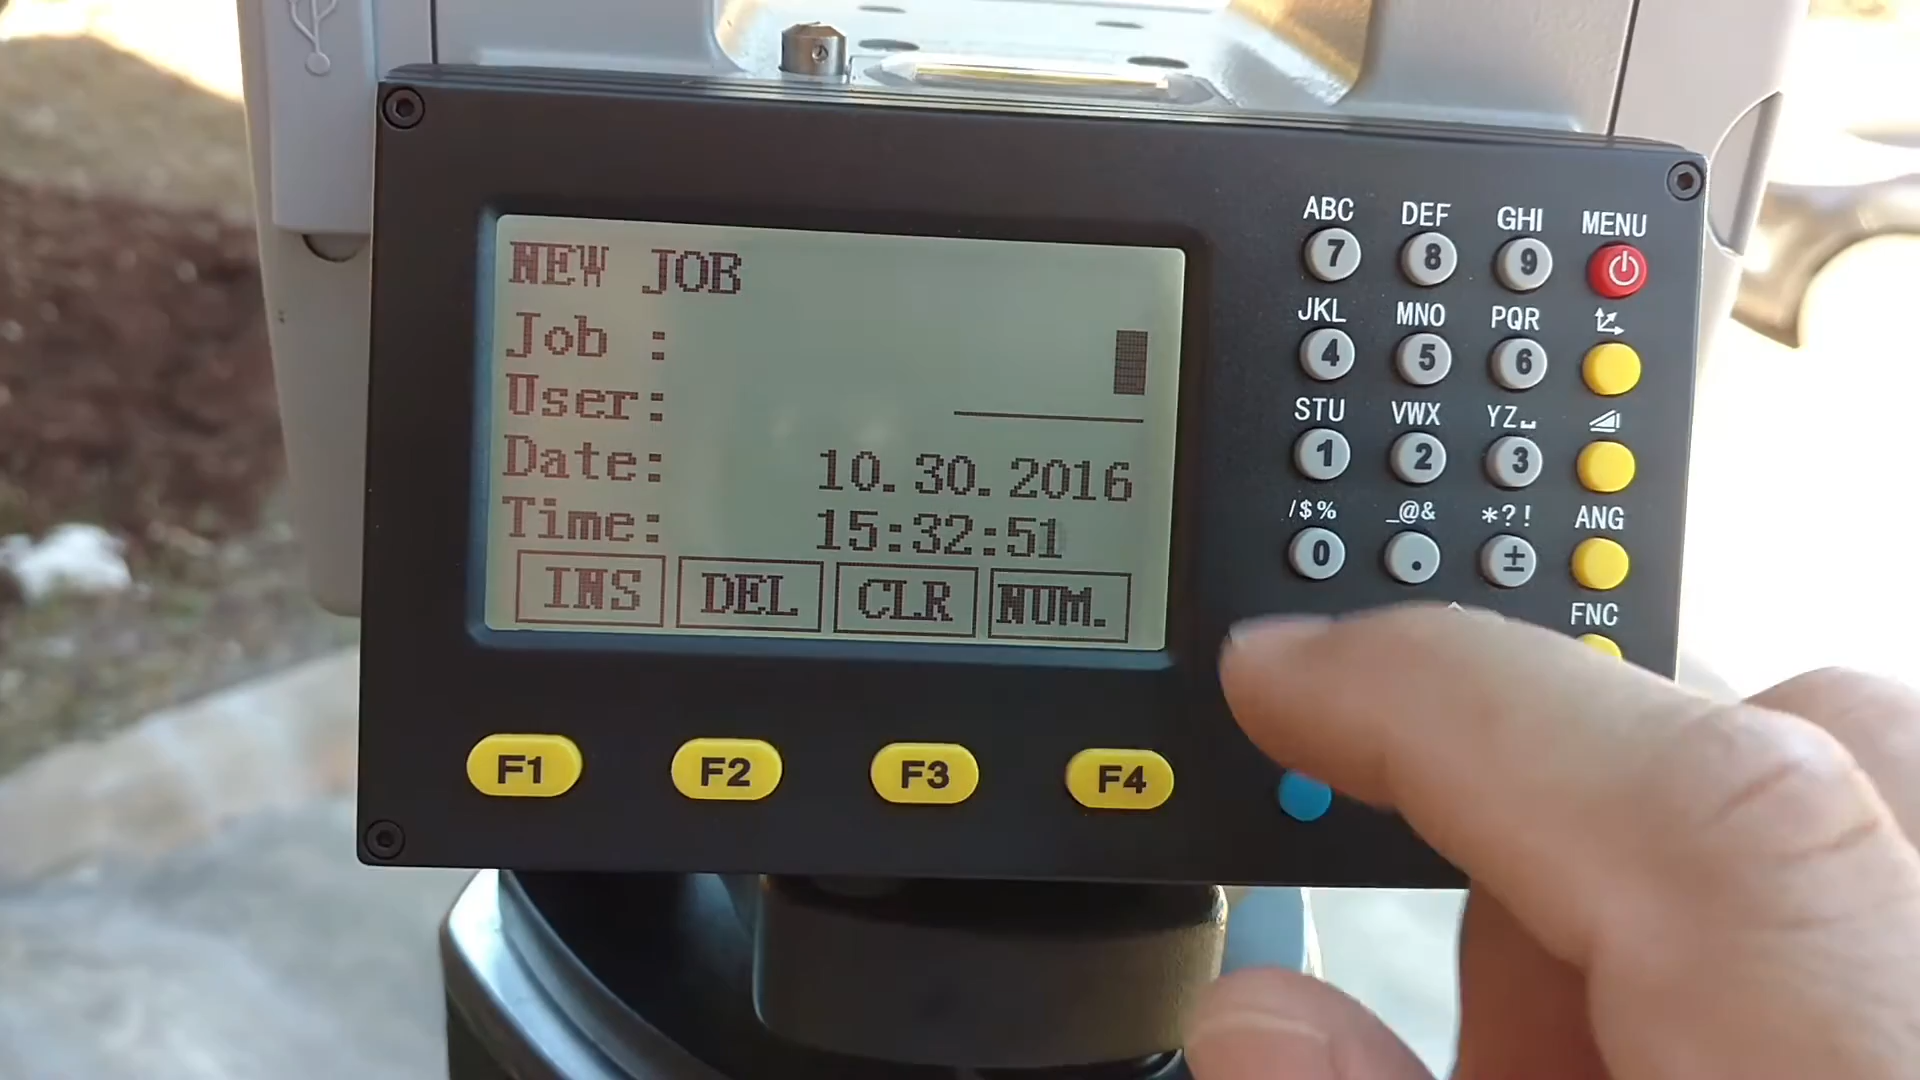 NEW JOB
Job :
User:
Date: 10.30.2016
Time: 15:32:51
INS DEL CLR NUM.
F1 F2 F3 F4
ABC DEF GHI MENU
7 8 9
JKL MNO PQR
4 5 6
STU VWX YZ␣
1 2 3
/$% _@& *?! ANG
0 . ±
FNC